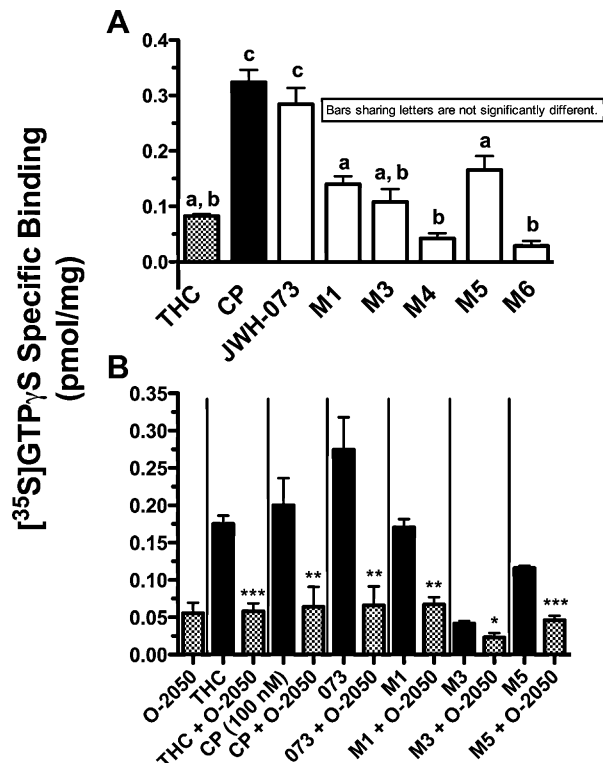 A
[³⁵S]GTPγS Specific Binding
(pmol/mg)
0.4
0.3
0.2
0.1
0.0
a, b
c
c
a
a, b
b
a
b
Bars sharing letters are not significantly different.
THC
CP
JWH-073
M1
M3
M4
M5
M6
B
0.35
0.30
0.25
0.20
0.15
0.10
0.05
0.00
***
**
**
**
*
***
O-2050
THC
THC + O-2050
CP (100 nM)
CP + O-2050
073
073 + O-2050
M1
M1 + O-2050
M3
M3 + O-2050
M5
M5 + O-2050